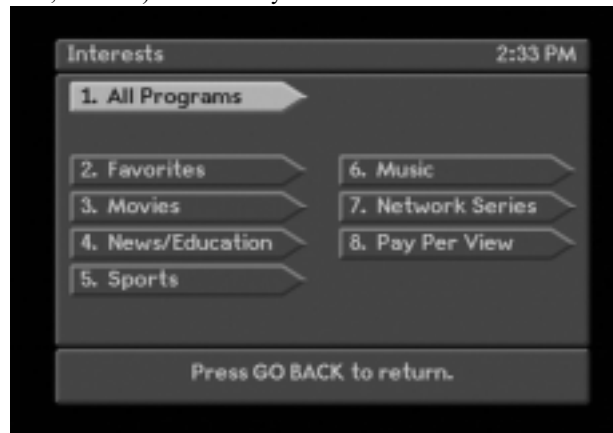 Interests 2:33 PM
1. All Programs
2. Favorites 6. Music
3. Movies 7. Network Series
4. News/Education 8. Pay Per View
5. Sports
Press GO BACK to return.